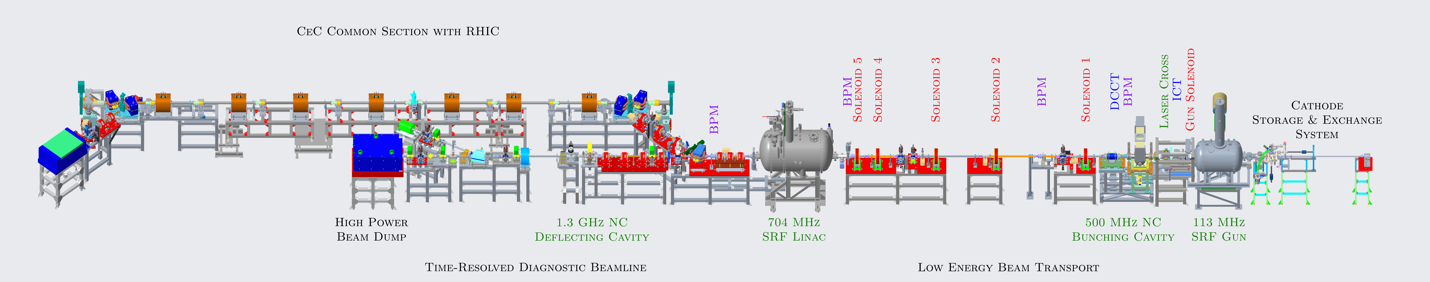 CeC Common Section with RHIC
BPM
BPM
Solenoid 5
Solenoid 4
Solenoid 3
Solenoid 2
BPM
Solenoid 1
DCCT
BPM
Laser Cross
ICT
Gun Solenoid
Cathode
Storage & Exchange
System
High Power
Beam Dump
1.3 GHz NC
Deflecting Cavity
704 MHz
SRF Linac
500 MHz NC
Bunching Cavity
113 MHz
SRF Gun
Time-Resolved Diagnostic Beamline
Low Energy Beam Transport